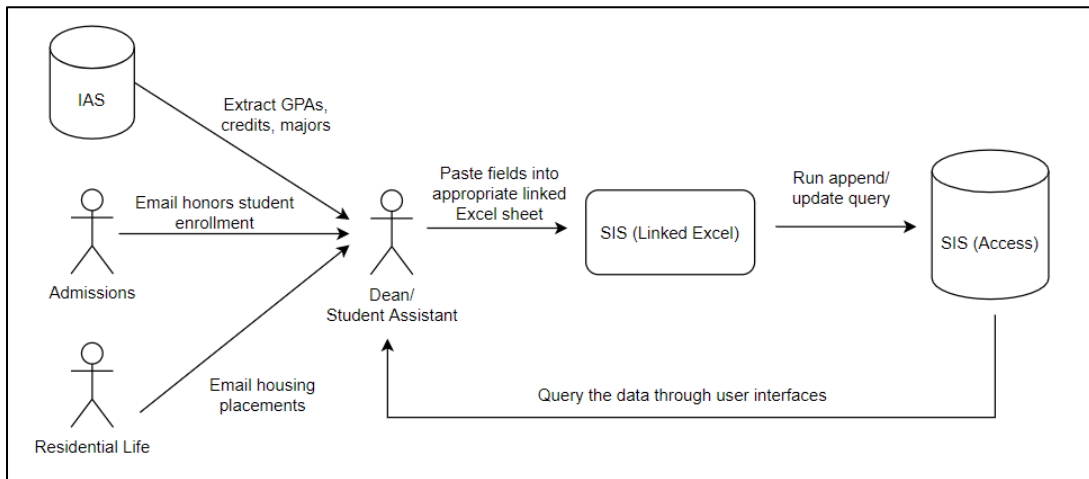 IAS
Extract GPAs,
credits, majors
Email honors student
enrollment
Admissions
Email housing
placements
Residential Life
Dean/
Student Assistant
Paste fields into
appropriate linked
Excel sheet
SIS (Linked Excel)
Run append/
update query
SIS (Access)
Query the data through user interfaces